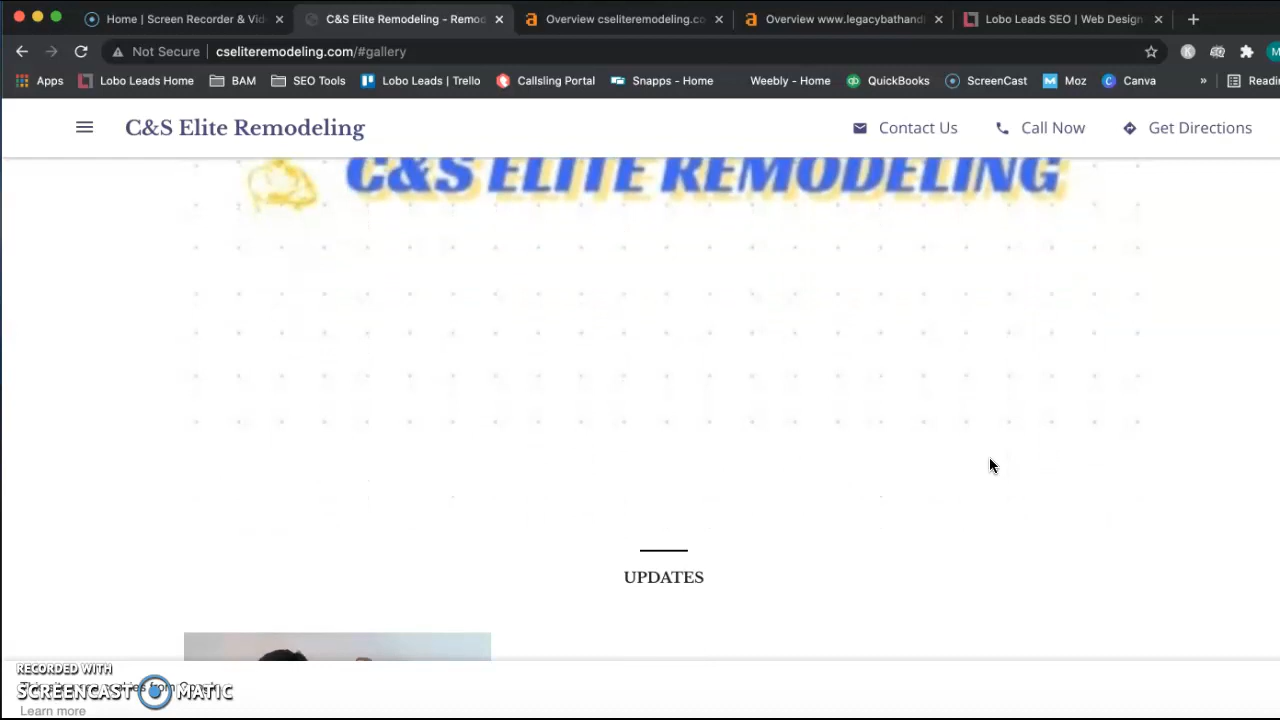 Home | Screen Recorder & Vid
C&S Elite Remodeling - Remod
Overview cseliteremodeling.co
Overview www.legacybathandl
Lobo Leads SEO | Web Design
Not Secure
cseliteremodeling.com/#gallery
Apps
Lobo Leads Home
BAM
SEO Tools
Lobo Leads | Trello
Callsling Portal
Snapps - Home
Weebly - Home
QuickBooks
ScreenCast
Moz
Canva
»
Readin
C&S Elite Remodeling
Contact Us
Call Now
Get Directions
C&S ELITE REMODELING
UPDATES
RECORDED WITH
SCREENCAST MATIC
Learn more